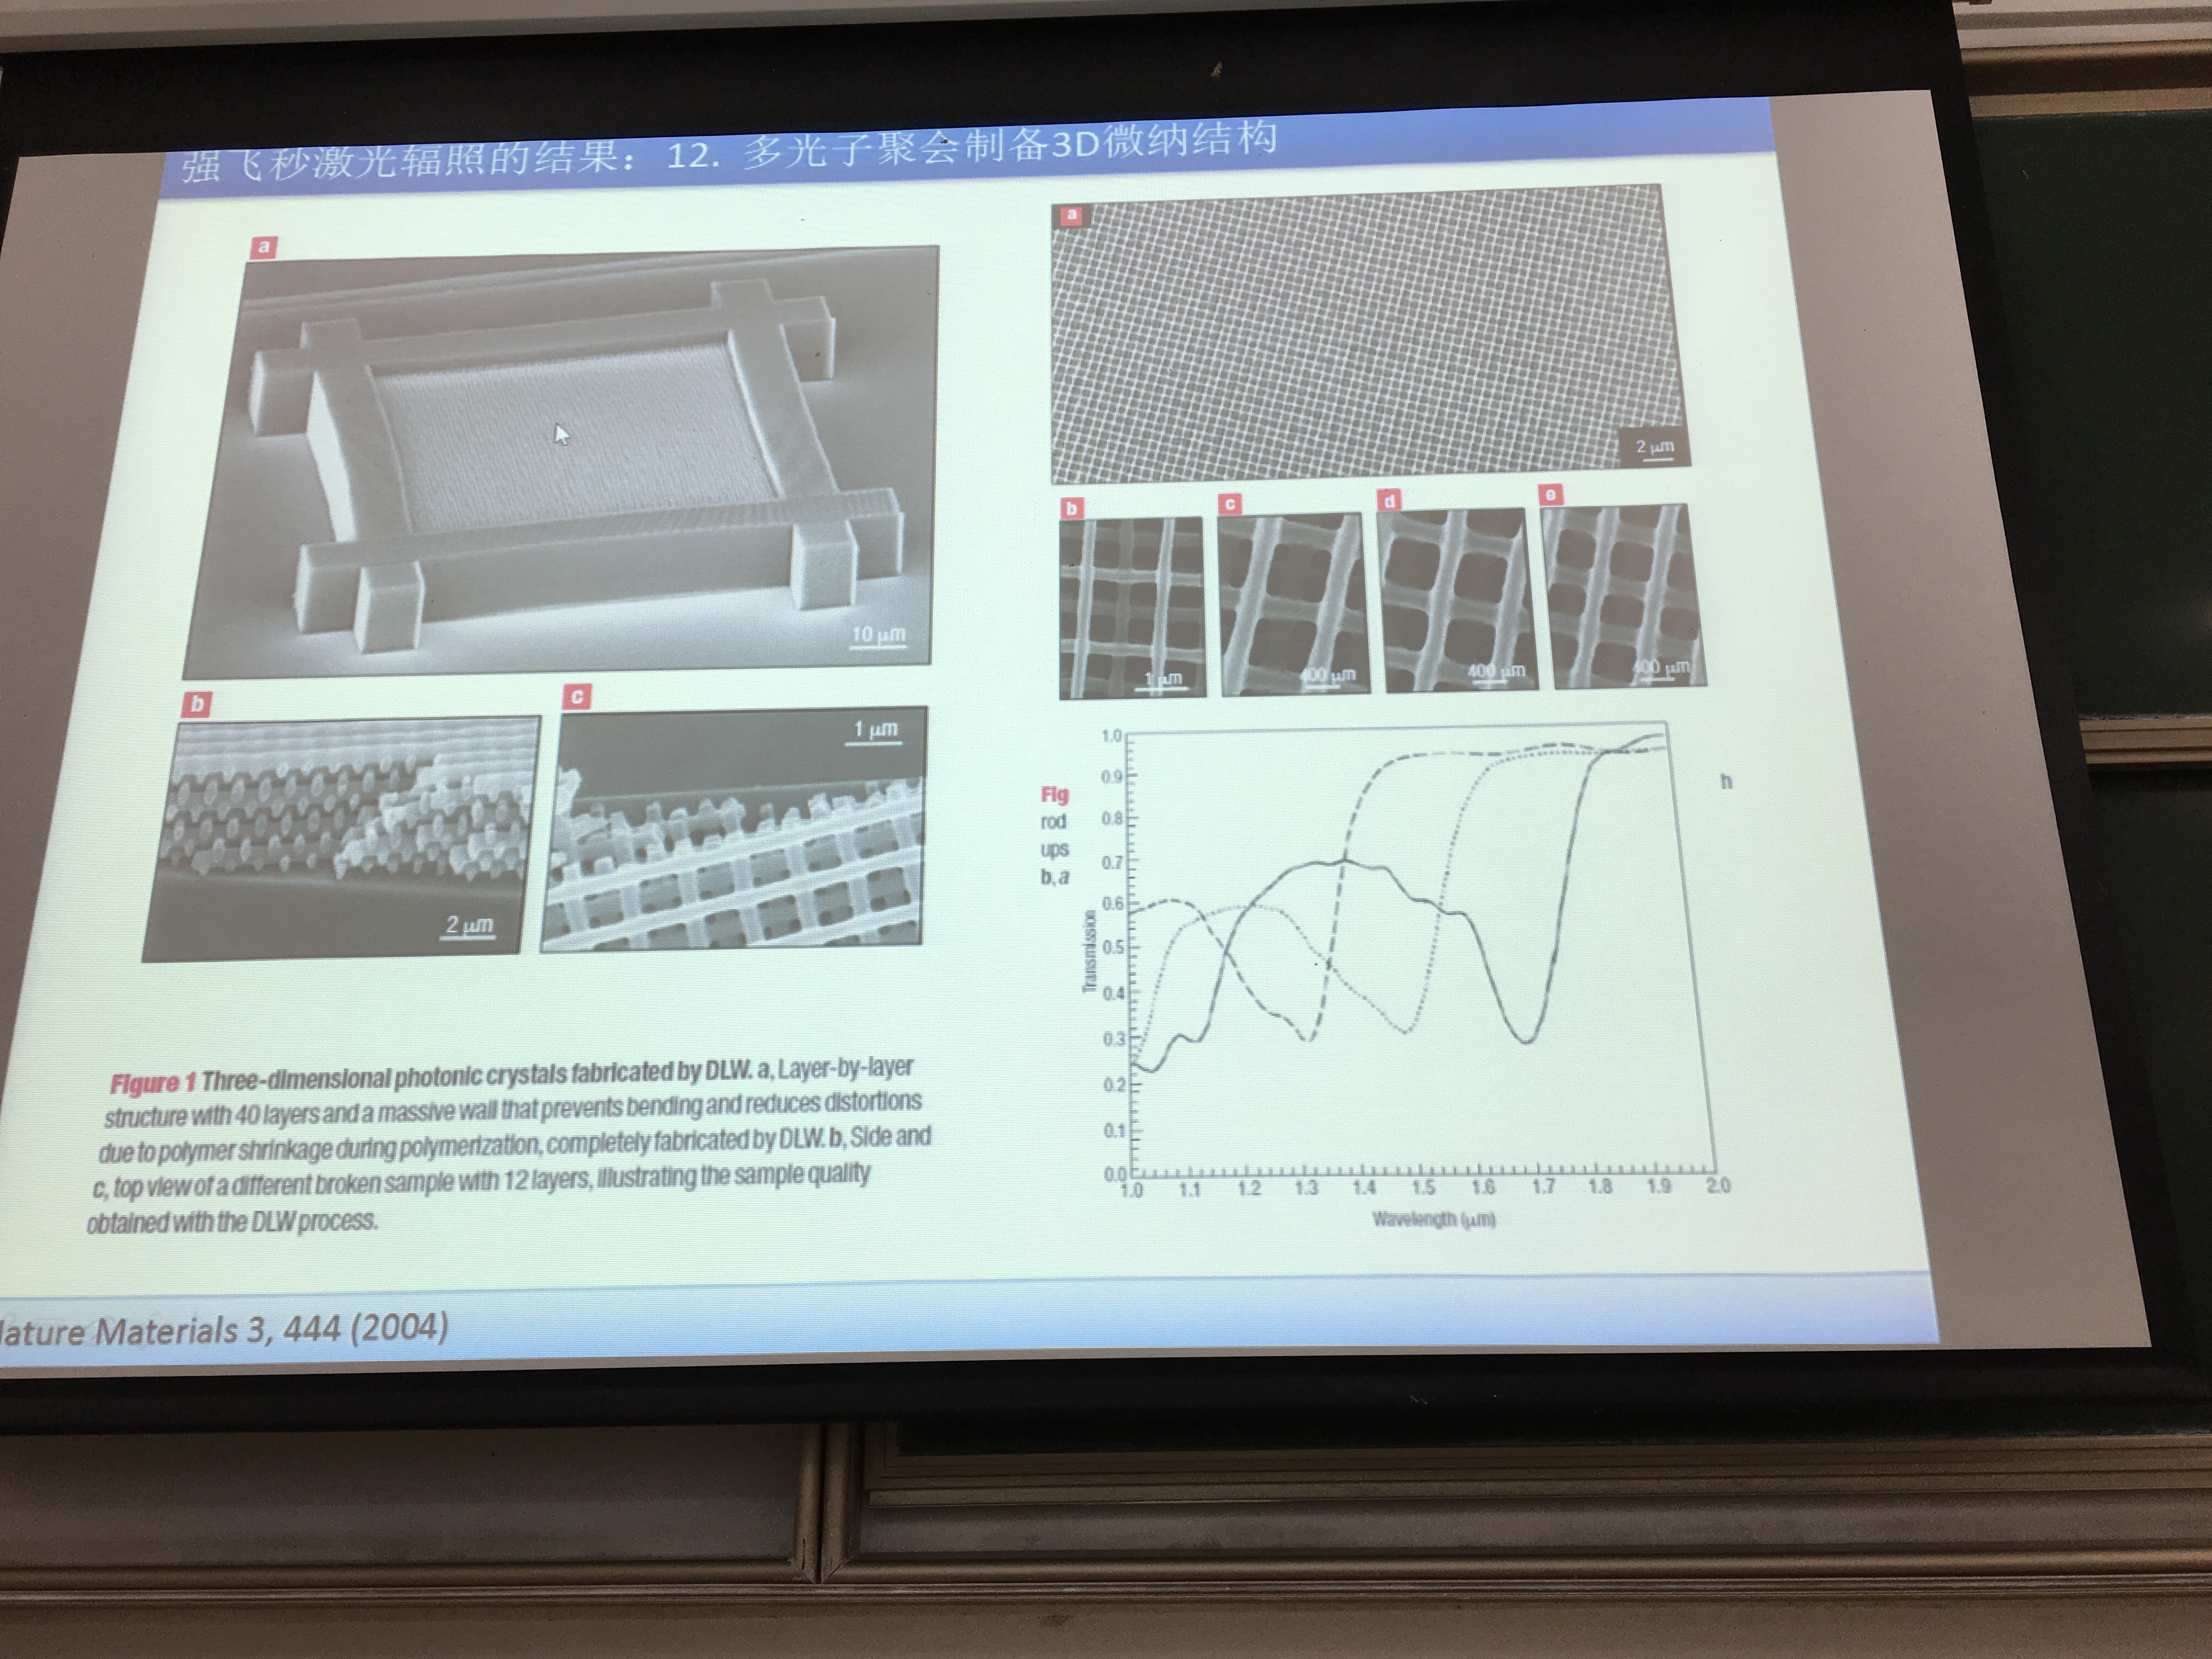 强飞秒激光辐照的结果：12. 多光子聚会制备3D微纳结构
a
10 μm
b
2 μm
c
1 μm
Figure 1 Three-dimensional photonic crystals fabricated by DLW. a, Layer-by-layer
structure with 40 layers and a massive wall that prevents bending and reduces distortions
due to polymer shrinkage during polymerization, completely fabricated by DLW. b, Side and
c, top view of a different broken sample with 12 layers, illustrating the sample quality
obtained with the DLW process.
a
2 μm
b
1 μm
c
400 μm
d
400 μm
e
400 μm
Fig
rod
ups
b, a
h
Transmission
1.0
0.9
0.8
0.7
0.6
0.5
0.4
0.3
0.2
0.1
0.0
1.0 1.1 1.2 1.3 1.4 1.5 1.6 1.7 1.8 1.9 2.0
Wavelength (μm)
ature Materials 3, 444 (2004)